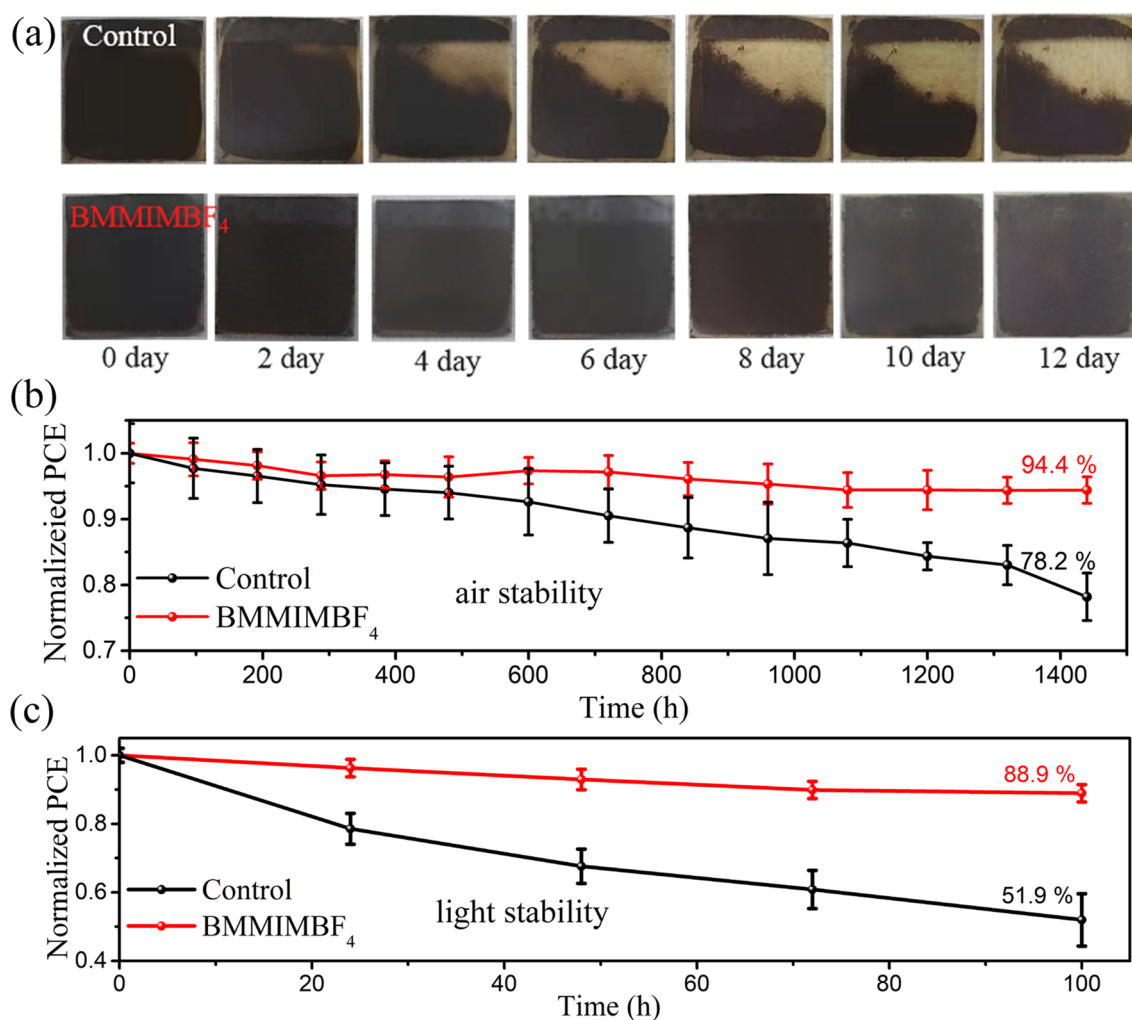 (a)
Control
BMMIMBF₄
0 day
2 day
4 day
6 day
8 day
10 day
12 day
(b)
Normalizeied PCE
1.0
0.9
0.8
0.7
94.4 %
78.2 %
Control
BMMIMBF₄
air stability
0
200
400
600
800
1000
1200
1400
Time (h)
(c)
Normalized PCE
1.0
0.8
0.6
0.4
88.9 %
51.9 %
Control
BMMIMBF₄
light stability
0
20
40
60
80
100
Time (h)